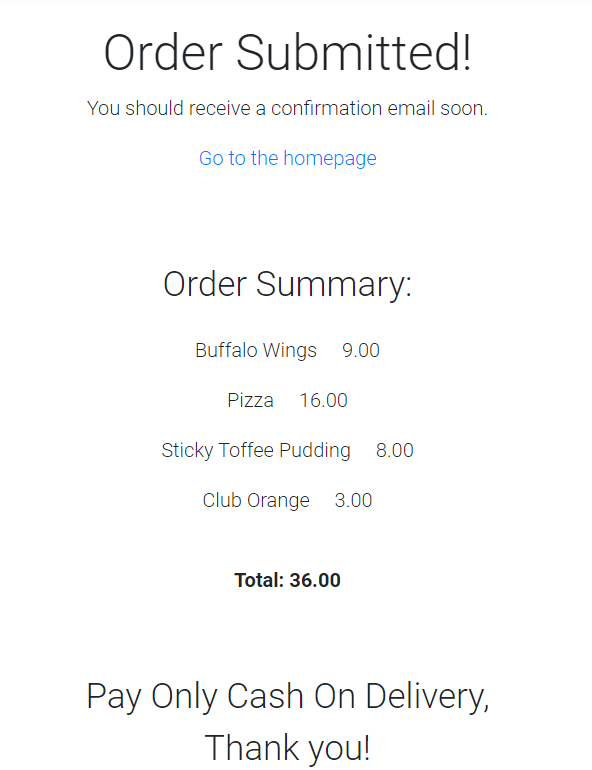 Order Submitted!
You should receive a confirmation email soon.
Go to the homepage
Order Summary:
Buffalo Wings 9.00
Pizza 16.00
Sticky Toffee Pudding 8.00
Club Orange 3.00
Total: 36.00
Pay Only Cash On Delivery,
Thank you!